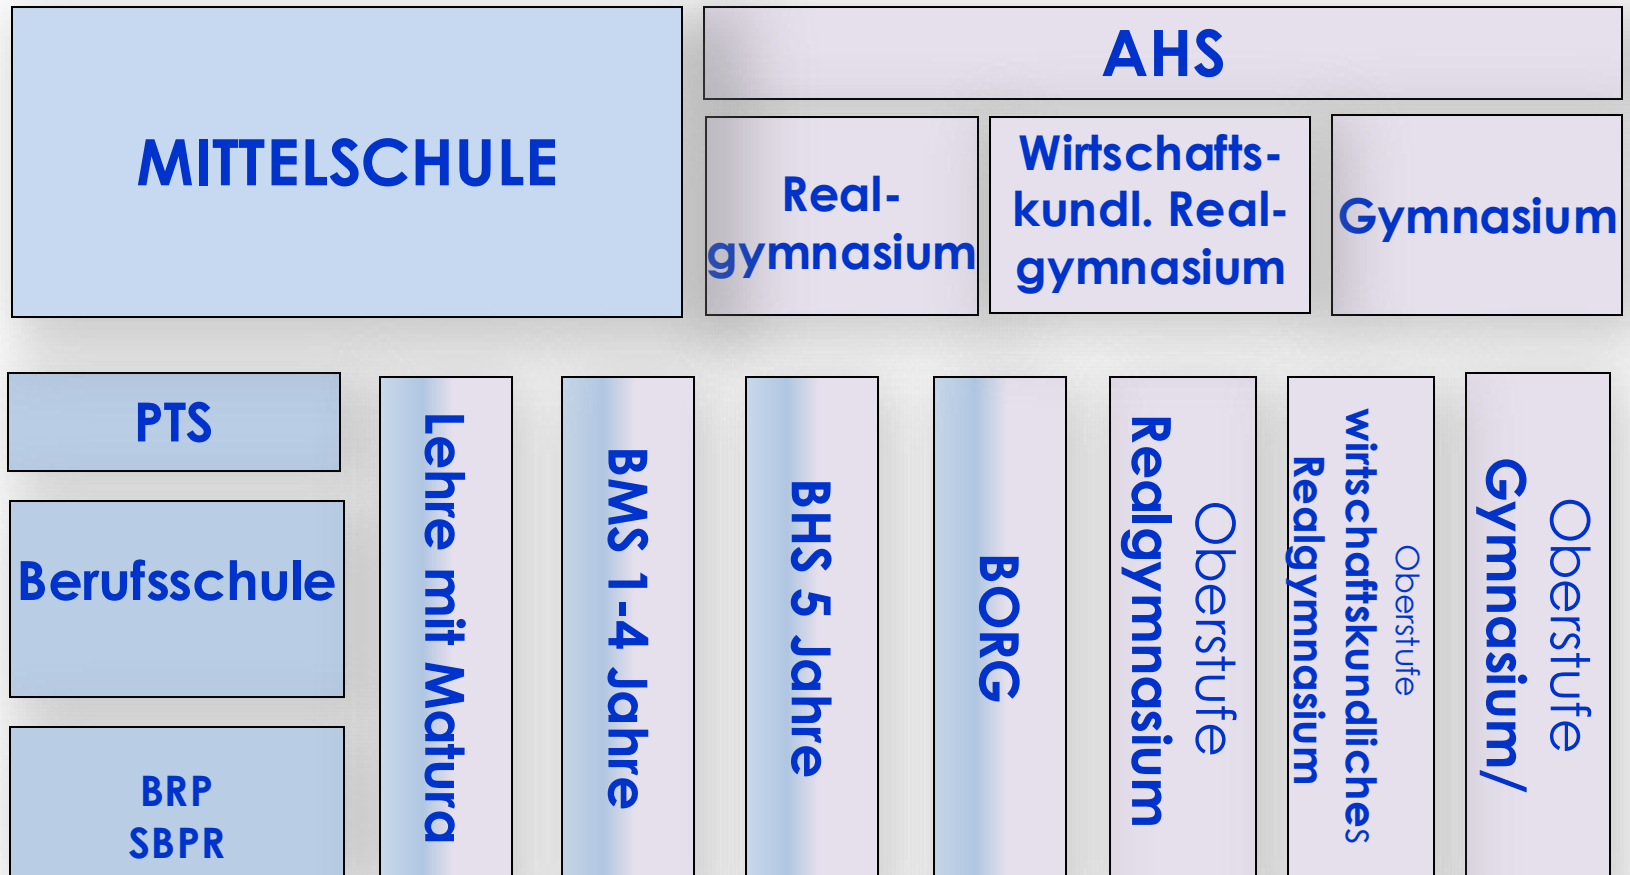 MITTELSCHULE
AHS
Real-
gymnasium
Wirtschafts-
kundl. Real-
gymnasium
Gymnasium
PTS
Berufsschule
BRP
SBPR
Lehre mit Matura
BMS 1-4 Jahre
BHS 5 Jahre
BORG
Oberstufe
Realgymnasium
Oberstufe
wirtschaftskundliches
Realgymnasium
Oberstufe
Gymnasium/